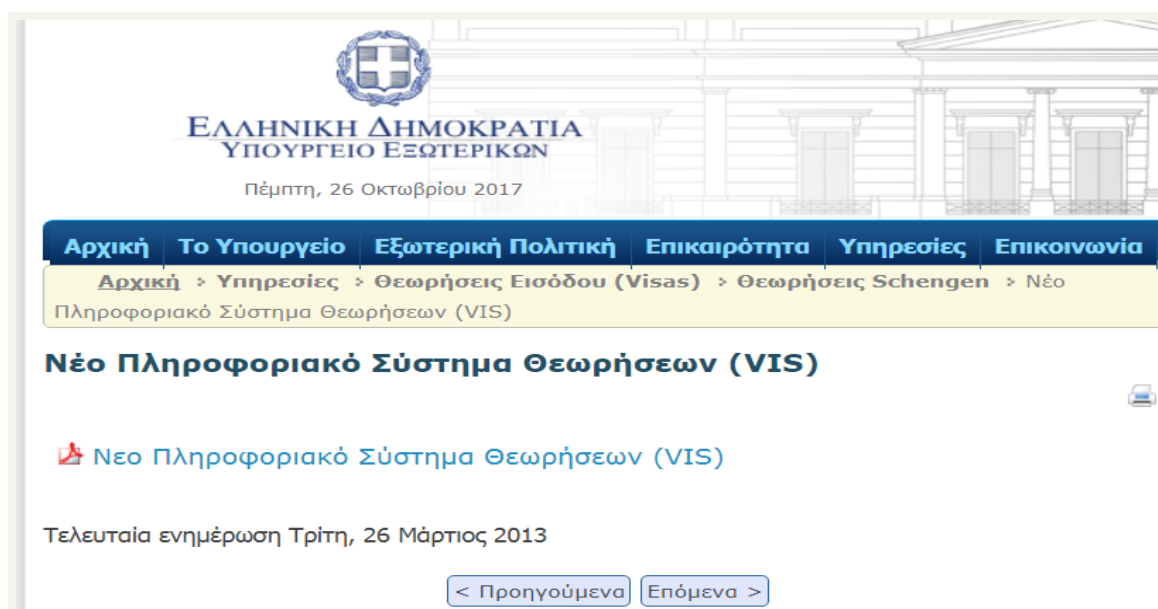 ΕΛΛΗΝΙΚΗ ΔΗΜΟΚΡΑΤΙΑ
ΥΠΟΥΡΓΕΙΟ ΕΞΩΤΕΡΙΚΩΝ
Πέμπτη, 26 Οκτωβρίου 2017
Αρχική Το Υπουργείο Εξωτερική Πολιτική Επικαιρότητα Υπηρεσίες Επικοινωνία
Αρχική > Υπηρεσίες > Θεωρήσεις Εισόδου (Visas) > Θεωρήσεις Schengen > Νέο
Πληροφοριακό Σύστημα Θεωρήσεων (VIS)
Νέο Πληροφοριακό Σύστημα Θεωρήσεων (VIS)
Νεο Πληροφοριακό Σύστημα Θεωρήσεων (VIS)
Τελευταία ενημέρωση Τρίτη, 26 Μάρτιος 2013
< Προηγούμενα Επόμενα >